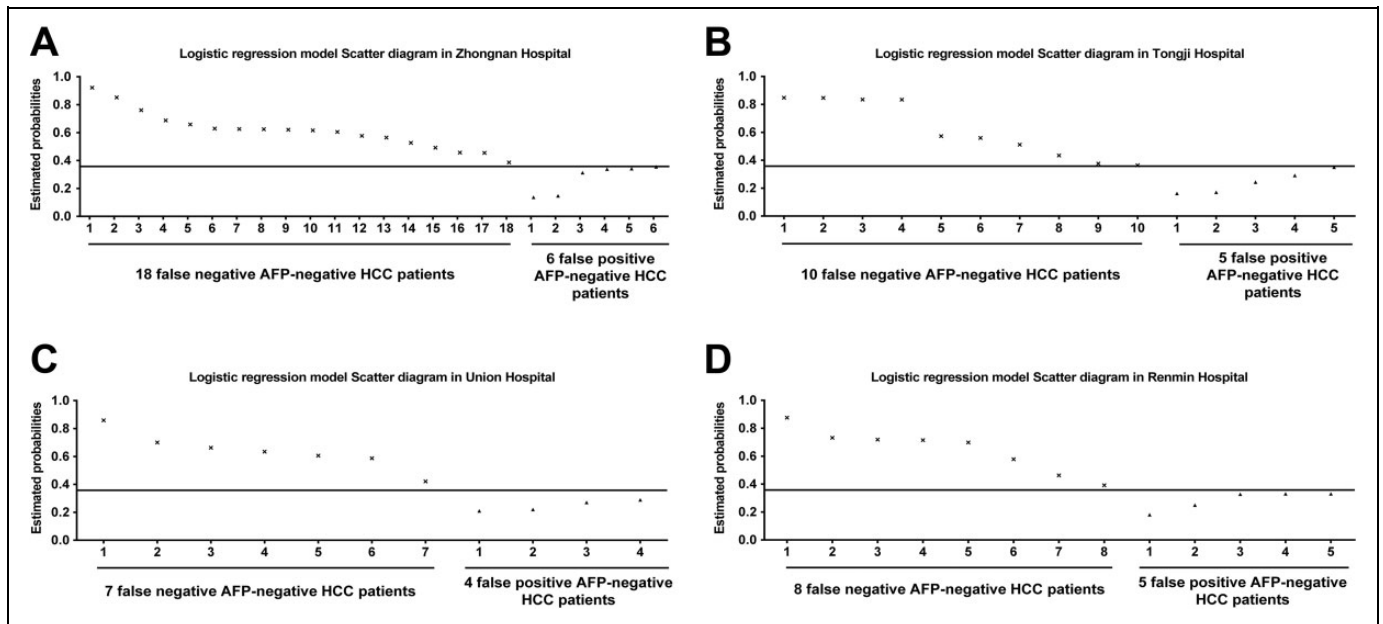 A
Logistic regression model Scatter diagram in Zhongnan Hospital
Estimated probabilities
1.0
0.8
0.6
0.4
0.2
0.0
1 2 3 4 5 6 7 8 9 10 11 12 13 14 15 16 17 18 1 2 3 4 5 6
18 false negative AFP-negative HCC patients
6 false positive
AFP-negative HCC
patients
B
Logistic regression model Scatter diagram in Tongji Hospital
Estimated probabilities
1.0
0.8
0.6
0.4
0.2
0.0
1 2 3 4 5 6 7 8 9 10 1 2 3 4 5
10 false negative AFP-negative HCC patients
5 false positive
AFP-negative HCC
patients
C
Logistic regression model Scatter diagram in Union Hospital
Estimated probabilities
1.0
0.8
0.6
0.4
0.2
0.0
1 2 3 4 5 6 7 1 2 3 4
7 false negative AFP-negative HCC patients
4 false positive AFP-negative
HCC patients
D
Logistic regression model Scatter diagram in Renmin Hospital
Estimated probabilities
1.0
0.8
0.6
0.4
0.2
0.0
1 2 3 4 5 6 7 8 1 2 3 4 5
8 false negative AFP-negative HCC patients
5 false positive AFP-negative
HCC patients